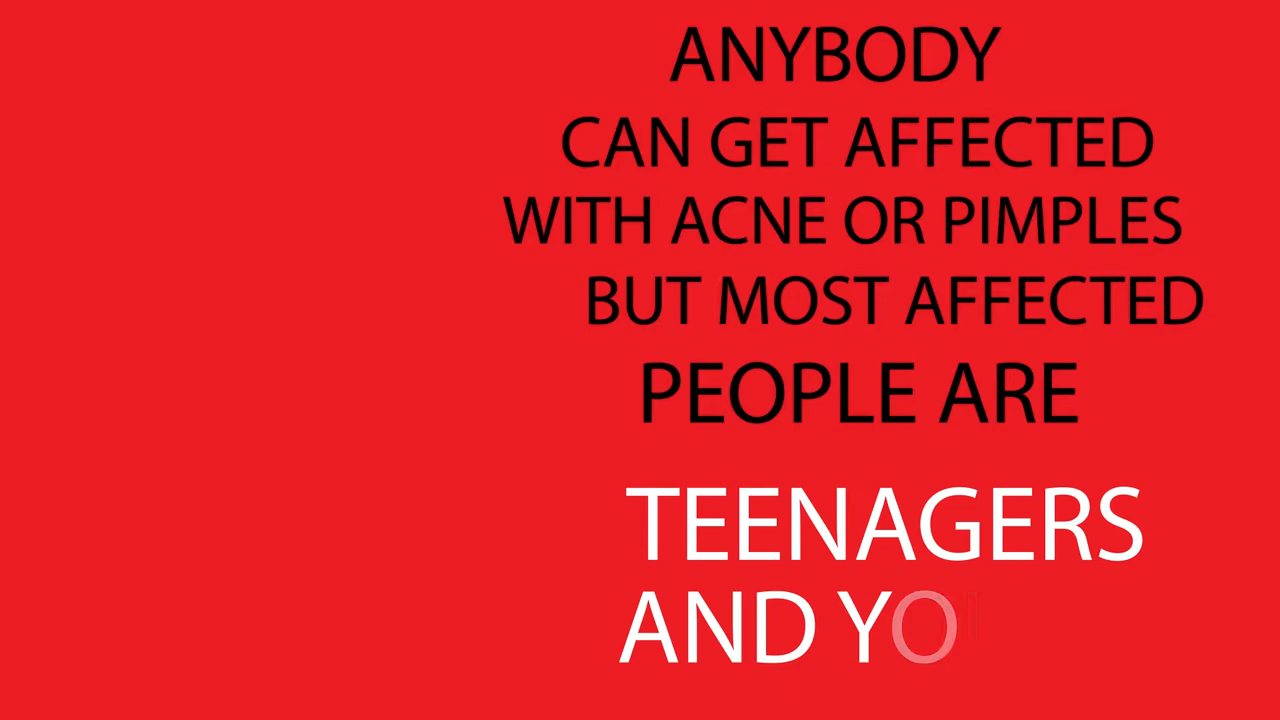 ANYBODY
CAN GET AFFECTED
WITH ACNE OR PIMPLES
BUT MOST AFFECTED
PEOPLE ARE
TEENAGERS
AND YO